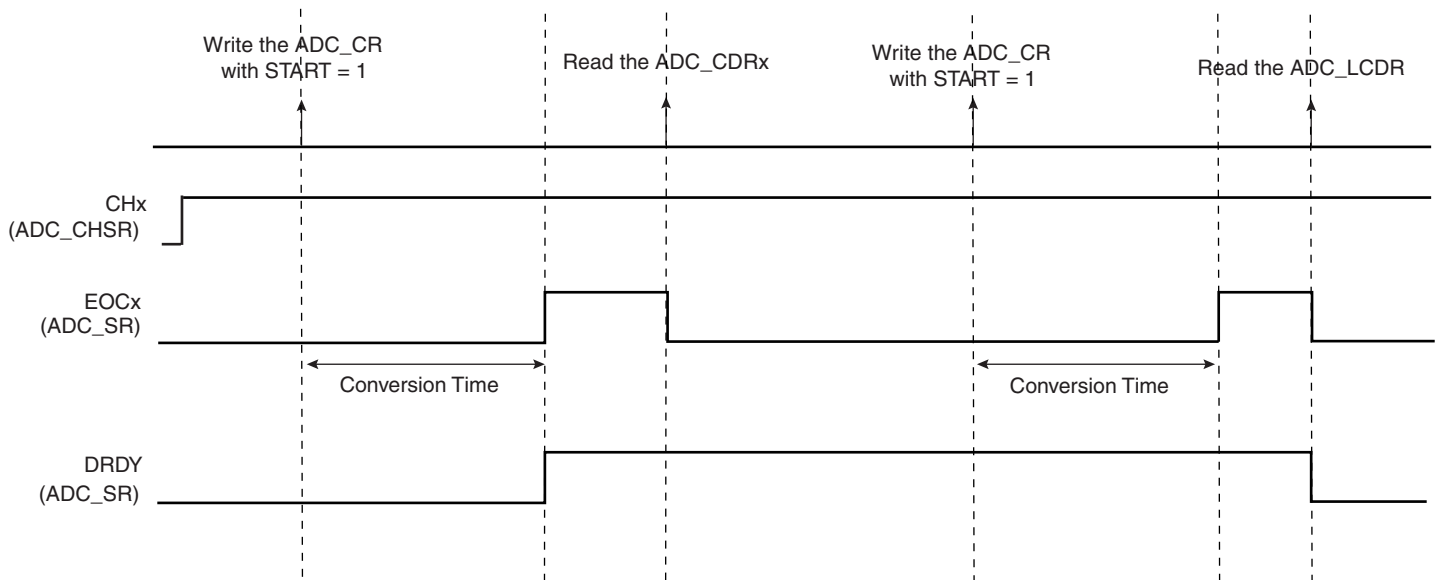 Write the ADC_CR
with START = 1
Read the ADC_CDRx
Write the ADC_CR
with START = 1
Read the ADC_LCDR
CHx
(ADC_CHSR)
EOCx
(ADC_SR)
Conversion Time
Conversion Time
DRDY
(ADC_SR)